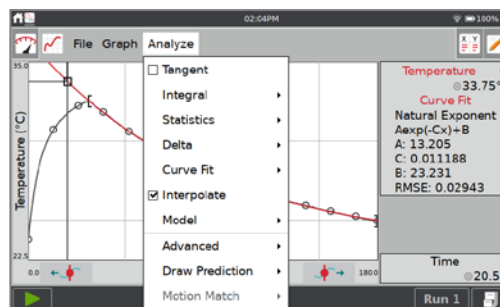 02:04PM
100%
File Graph Analyze
X Y
Tangent
Integral
Statistics
Delta
Curve Fit
Interpolate
Model
Advanced
Draw Prediction
Motion Match
35.0
Temperature (°C)
22.5
0.0
180.0
Temperature
33.75°
Curve Fit
Natural Exponent
Aexp(-Cx)+B
A: 13.205
C: 0.011188
B: 23.231
RMSE: 0.02943
Time
20.5
Run 1